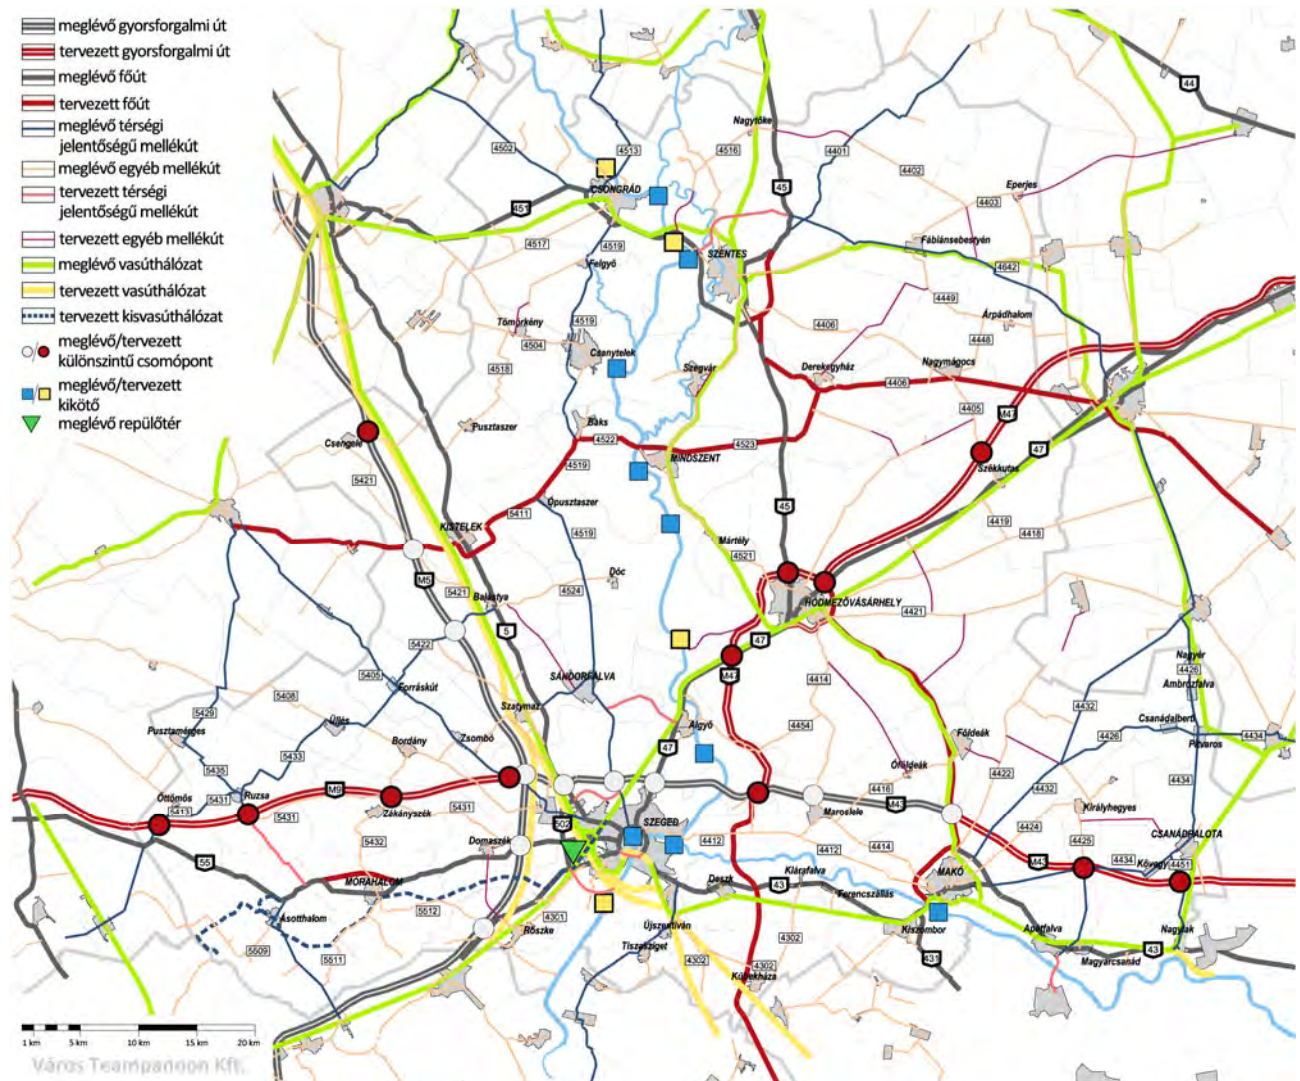 meglévő gyorsforgalmi út
tervezett gyorsforgalmi út
meglévő főút
tervezett főút
meglévő térségi
jelentőségű mellékút
meglévő egyéb mellékút
tervezett térségi
jelentőségű mellékút
tervezett egyéb mellékút
meglévő vasúthálózat
tervezett vasúthálózat
tervezett kisvasúthálózat
meglévő/tervezett
különszintű csomópont
meglévő/tervezett
kikötő
meglévő repülőtér
44
Nagytőke
4502
4513
4516
4401
4402
CSONGRÁD
45
Eperjes
4403
451
4517
4519
SZENTES
Fábiánsebestyén
Felgyő
4642
4449
Tömörkény
4519
4406
Árpádhalom
4504
Csanytelek
4448
4518
Szegvár
Derekegyház
Nagymágocs
4406
4405
M47
Pusztaszer
Baks
Csengele
4522
4523
47
4519
MINDSZENT
Székkutas
5421
Ópusztaszer
45
5411
4519
KISTELEK
4419
4418
Mártély
4521
M5
Dóc
5421
4524
Balástya
HÓDMEZŐVÁSÁRHELY
4421
5
5422
47
Nagyér
4426
5405
M47
SÁNDORFALVA
4414
Forráskút
Ambrózfalva
5408
4432
5429
Szatymaz
Üllés
Algyő
4454
Csanádalberti
Pusztamérges
Zsombó
Földeák
4426
4434
Bordány
47
Pitvaros
5433
Óföldeák
4422
5435
4434
4432
M9
4416
Öttömös
5431
Ruzsa
M43
Királyhegyes
5413
5431
Zákányszék
5431
Maroslele
4424
4425
502
SZEGED
CSANÁDPALOTA
5432
Domaszék
4412
4412
4414
M43
4434
4451
55
MÓRAHALOM
Deszk
43
Klárafalva
MAKÓ
Ferencszállás
5512
4301
Ásotthalom
Röszke
Újszentiván
Kiszombor
Apátfalva
Nagylak
5509
5511
Tiszasziget
4302
4302
431
43
Magyarcsanád
4302
Kübekháza
1 km
5 km
10 km
15 km
20 km
Város Teampannon Kft.